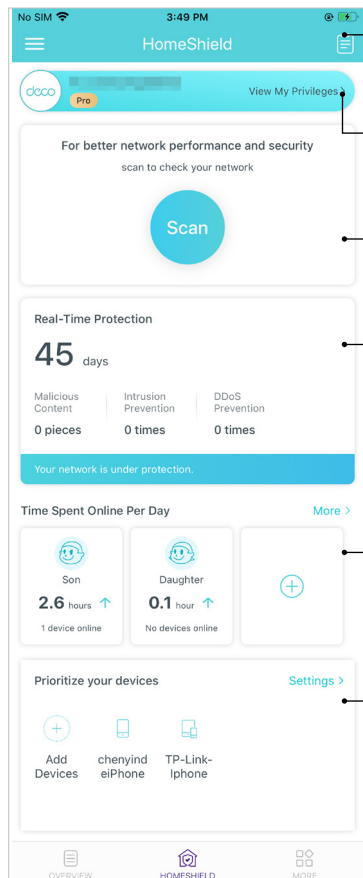 No SIM 3:49 PM
HomeShield
deco
Pro
View My Privileges >
For better network performance and security
scan to check your network
Scan
Real-Time Protection
45 days
Malicious Content
Intrusion Prevention
DDoS Prevention
0 pieces
0 times
0 times
Your network is under protection.
Time Spent Online Per Day
More >
Son
Daughter
2.6 hours ↑
0.1 hour ↑
1 device online
No devices online
Prioritize your devices
Settings >
Add Devices
chenyind eiPhone
TP-Link-Iphone
OVERVIEW
HOMESHIELD
MORE